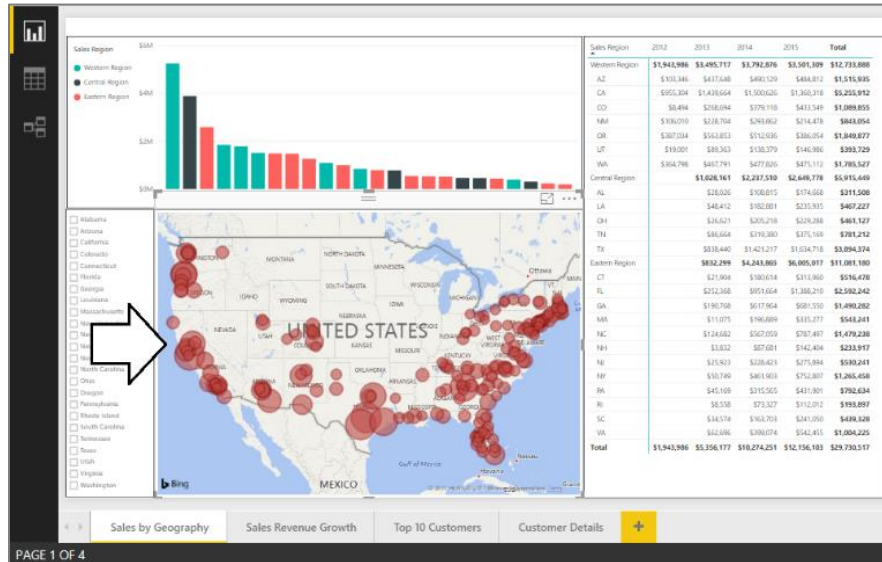 Sales Region
Western Region
Central Region
Eastern Region
$6M
$4M
$2M
$0M
Sales Region 2012 2013 2014 2015 Total
Western Region $1,943,986 $3,495,717 $3,792,876 $3,501,309 $12,733,888
AZ $103,346 $437,648 $490,129 $484,812 $1,515,935
CA $955,304 $1,439,664 $1,500,626 $1,360,318 $5,255,912
CO $8,494 $268,694 $379,118 $433,549 $1,089,855
NM $106,010 $228,704 $293,862 $214,478 $843,054
OR $387,034 $563,853 $512,936 $386,054 $1,849,877
UT $19,001 $89,363 $138,379 $146,986 $393,729
WA $364,798 $467,791 $477,826 $475,112 $1,785,527
Central Region $1,028,161 $2,237,510 $2,649,778 $5,915,449
AL $28,026 $108,815 $174,668 $311,508
LA $48,412 $182,881 $235,935 $467,227
OH $26,621 $205,218 $229,288 $461,127
TN $86,664 $319,380 $375,169 $781,212
TX $838,440 $1,421,217 $1,634,718 $3,894,374
Eastern Region $832,299 $4,243,865 $6,005,017 $11,081,180
CT $21,904 $180,614 $313,960 $516,478
FL $252,368 $951,664 $1,388,210 $2,592,242
GA $190,768 $617,964 $681,550 $1,490,282
MA $11,075 $196,889 $335,277 $543,241
NC $124,682 $567,059 $787,497 $1,479,238
NH $3,832 $87,681 $142,404 $233,917
NJ $25,923 $228,423 $275,894 $530,241
NY $50,749 $461,903 $752,807 $1,265,458
PA $45,169 $315,565 $431,901 $792,634
RI $8,558 $73,327 $112,012 $193,897
SC $34,574 $163,703 $241,050 $439,328
VA $62,696 $399,074 $542,455 $1,004,225
Total $1,943,986 $5,356,177 $10,274,251 $12,156,103 $29,730,517
Alabama
Arizona
California
Colorado
Connecticut
Florida
Georgia
Louisiana
Massachusetts
North Carolina
Ohio
Oregon
Pennsylvania
Rhode Island
South Carolina
Tennessee
Texas
Utah
Virginia
Washington
MONTANA
NORTH DAKOTA
MINNESOTA
Ottawa
SOUTH DAKOTA
WISCONSIN
MICHIGAN
IDAHO
WYOMING
IOWA
NEBRASKA
NEVADA
UTAH
UNITED STATES
KANSAS
MISSOURI
KENTUCKY
WEST
VIRGINIA
OKLAHOMA
ARKANSAS
Gulf of Mexico
Nassau
Havana
MEXICO
Bing
Sales by Geography
Sales Revenue Growth
Top 10 Customers
Customer Details
+
PAGE 1 OF 4